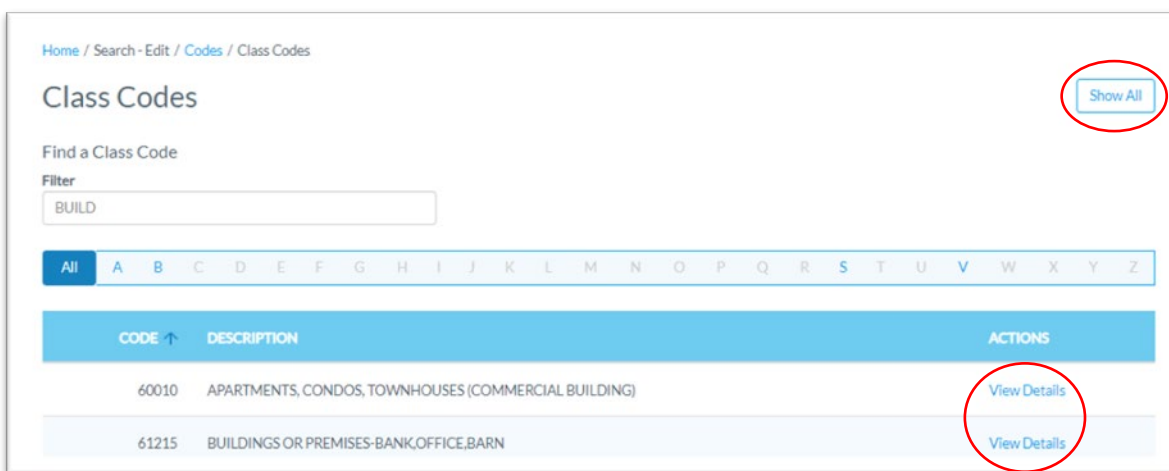 Home / Search - Edit / Codes / Class Codes
Class Codes
Show All
Find a Class Code
Filter
BUILD
All A B C D E F G H I J K L M N O P Q R S T U V W X Y Z
CODE ↑ DESCRIPTION ACTIONS
60010 APARTMENTS, CONDOS, TOWNHOUSES (COMMERCIAL BUILDING) View Details
61215 BUILDINGS OR PREMISES-BANK,OFFICE,BARN View Details